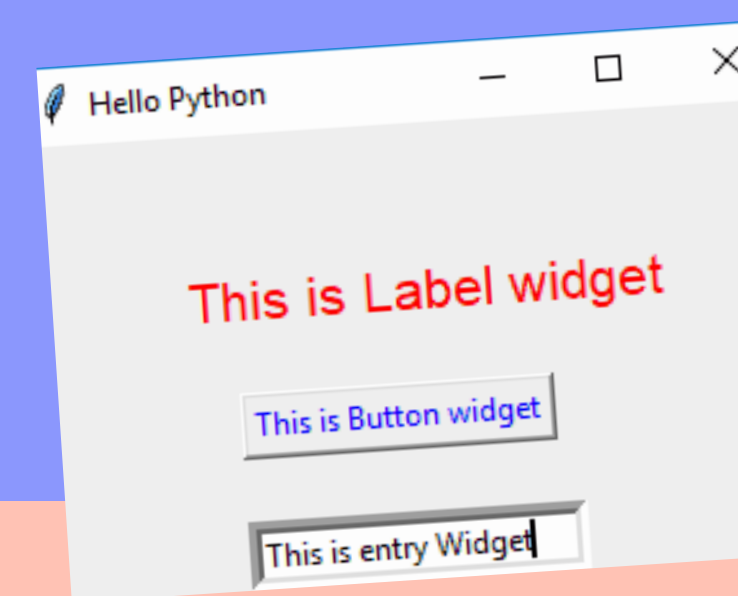 Hello Python
This is Label widget
This is Button widget
This is entry Widget